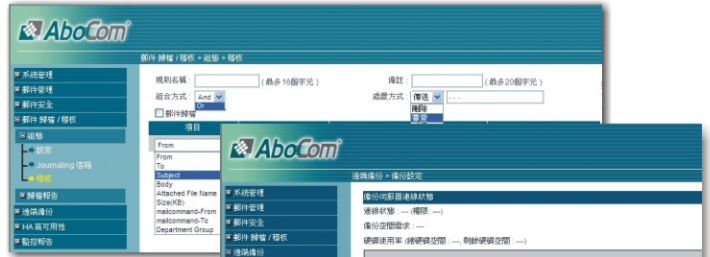 AboCom
郵件 歸檔 / 稽核 » 組態 » 稽核
系統管理
郵件管理
郵件安全
郵件 歸檔 / 稽核
組態
設定
Journaling 信箱
稽核
歸檔報告
遠端備份
HA 高可用性
監控報告
規則名稱 : ( 最多16個字元 )
備註 : ( 最多20個字元 )
組合方式 : And
Or
處置方式 : 傳送 ---
刪除
郵件歸檔
項目
From
From
To
Subject
Body
Attached File Name
Size(KB)
mailcommand-From
mailcommand-To
Department Group
AboCom
遠端備份 » 備份設定
系統管理
郵件管理
郵件安全
郵件 歸檔 / 稽核
遠端備份
備份伺服器連線狀態
連線狀態 : --- (權限 : ---)
備份空間需求 : ---
硬碟使用率 (總硬碟空間 : ---, 剩餘硬碟空間 : ---)